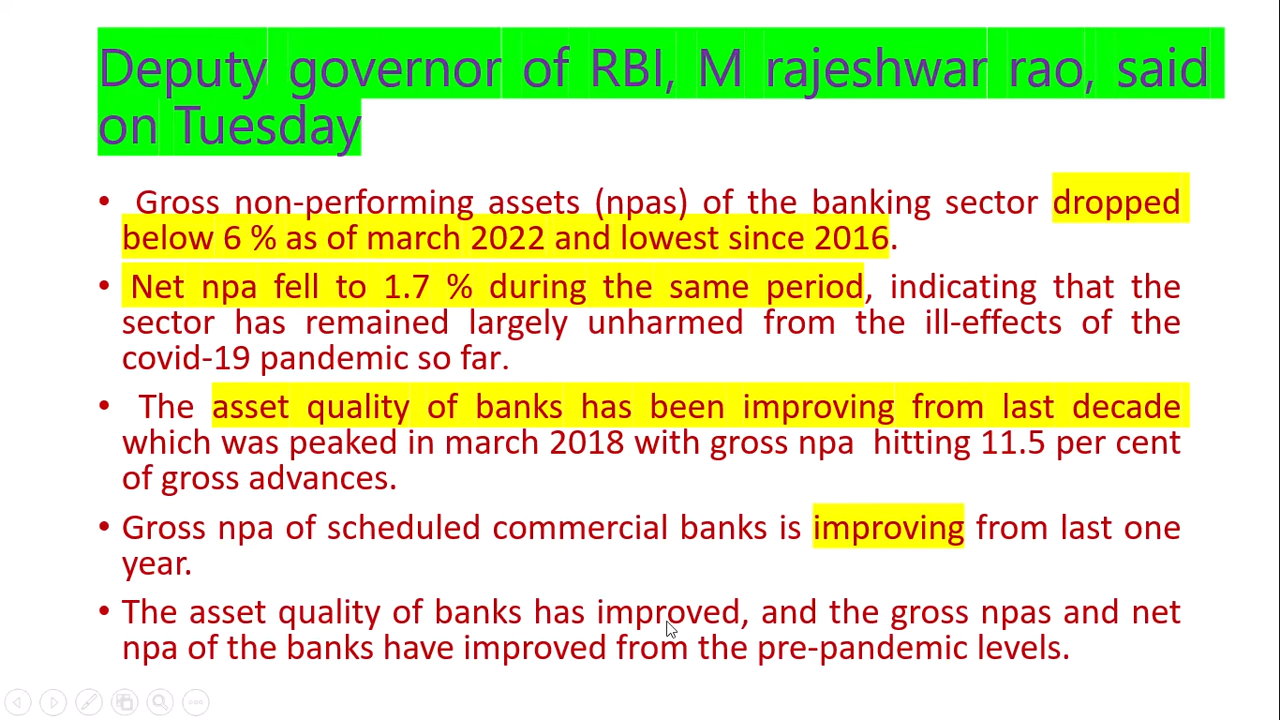 Deputy governor of RBI, M rajeshwar rao, said
on Tuesday
• Gross non-performing assets (npas) of the banking sector dropped
below 6 % as of march 2022 and lowest since 2016.
• Net npa fell to 1.7 % during the same period, indicating that the
sector has remained largely unharmed from the ill-effects of the
covid-19 pandemic so far.
• The asset quality of banks has been improving from last decade
which was peaked in march 2018 with gross npa hitting 11.5 per cent
of gross advances.
• Gross npa of scheduled commercial banks is improving from last one
year.
• The asset quality of banks has improved, and the gross npas and net
npa of the banks have improved from the pre-pandemic levels.